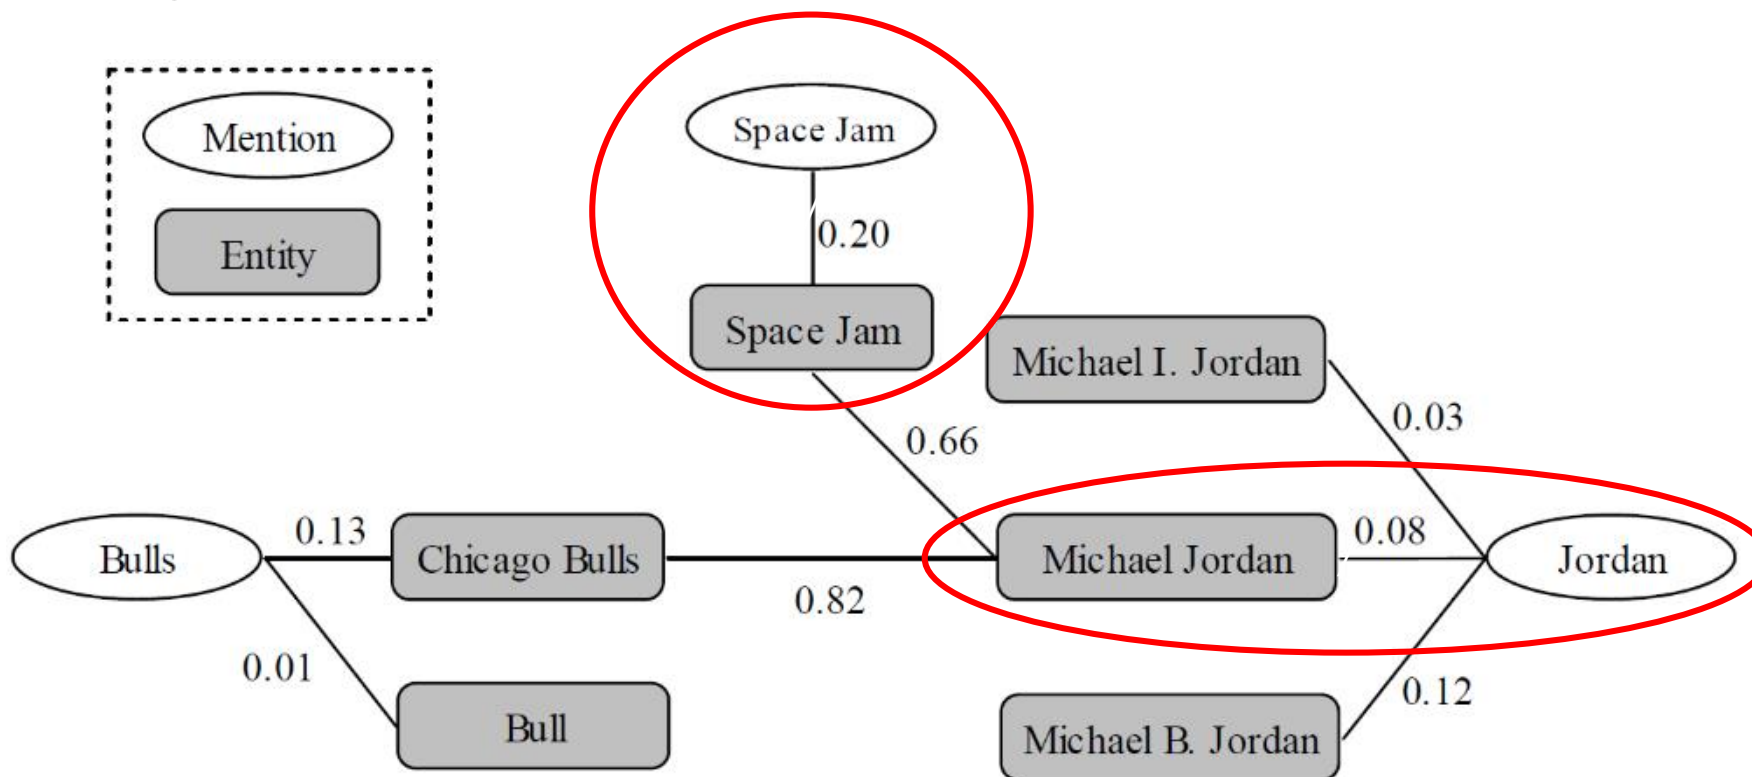 Mention
Entity
Space Jam
0.20
Space Jam
Michael I. Jordan
0.03
0.66
Bulls
0.13
Chicago Bulls
0.82
Michael Jordan
0.08
Jordan
0.01
Bull
0.12
Michael B. Jordan